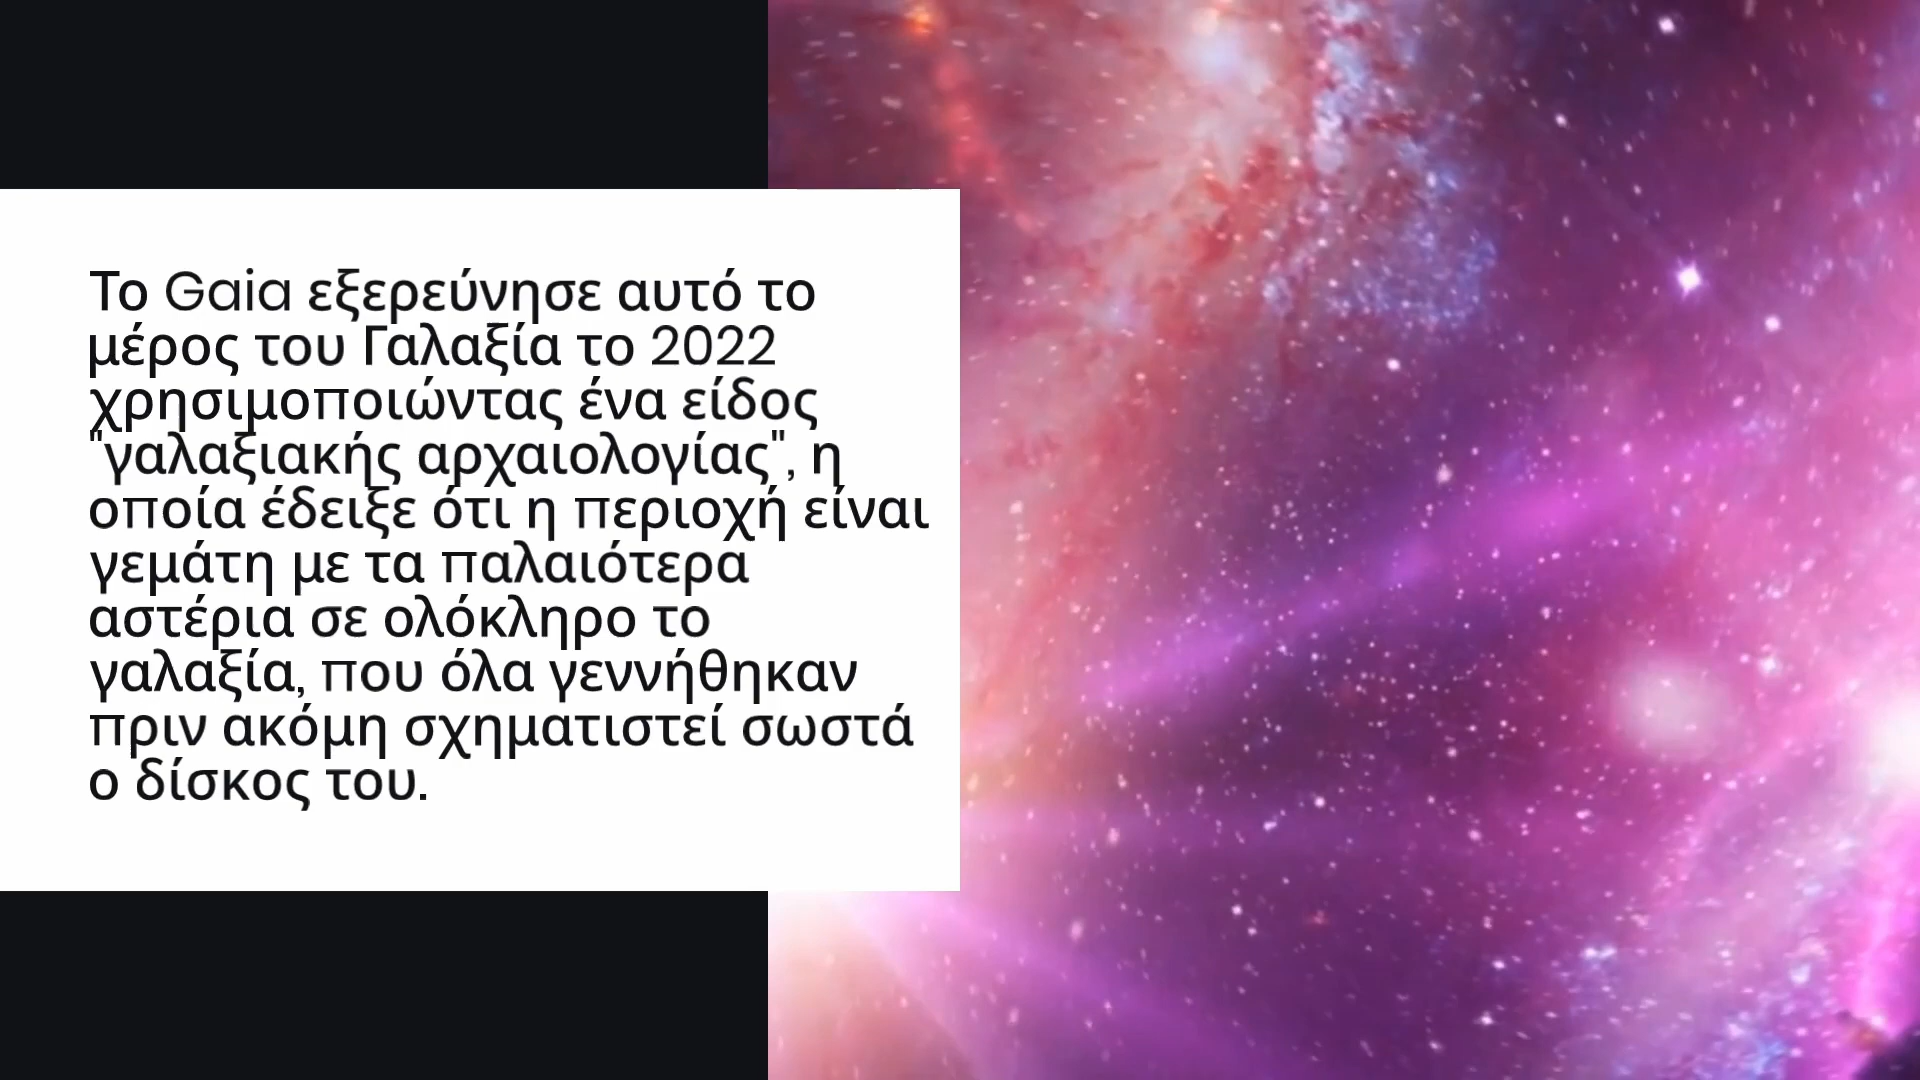 Το Gaia εξερεύνησε αυτό το
μέρος του Γαλαξία το 2022
χρησιμοποιώντας ένα είδος
"γαλαξιακής αρχαιολογίας", η
οποία έδειξε ότι η περιοχή είναι
γεμάτη με τα παλαιότερα
αστέρια σε ολόκληρο το
γαλαξία, που όλα γεννήθηκαν
πριν ακόμη σχηματιστεί σωστά
ο δίσκος του.